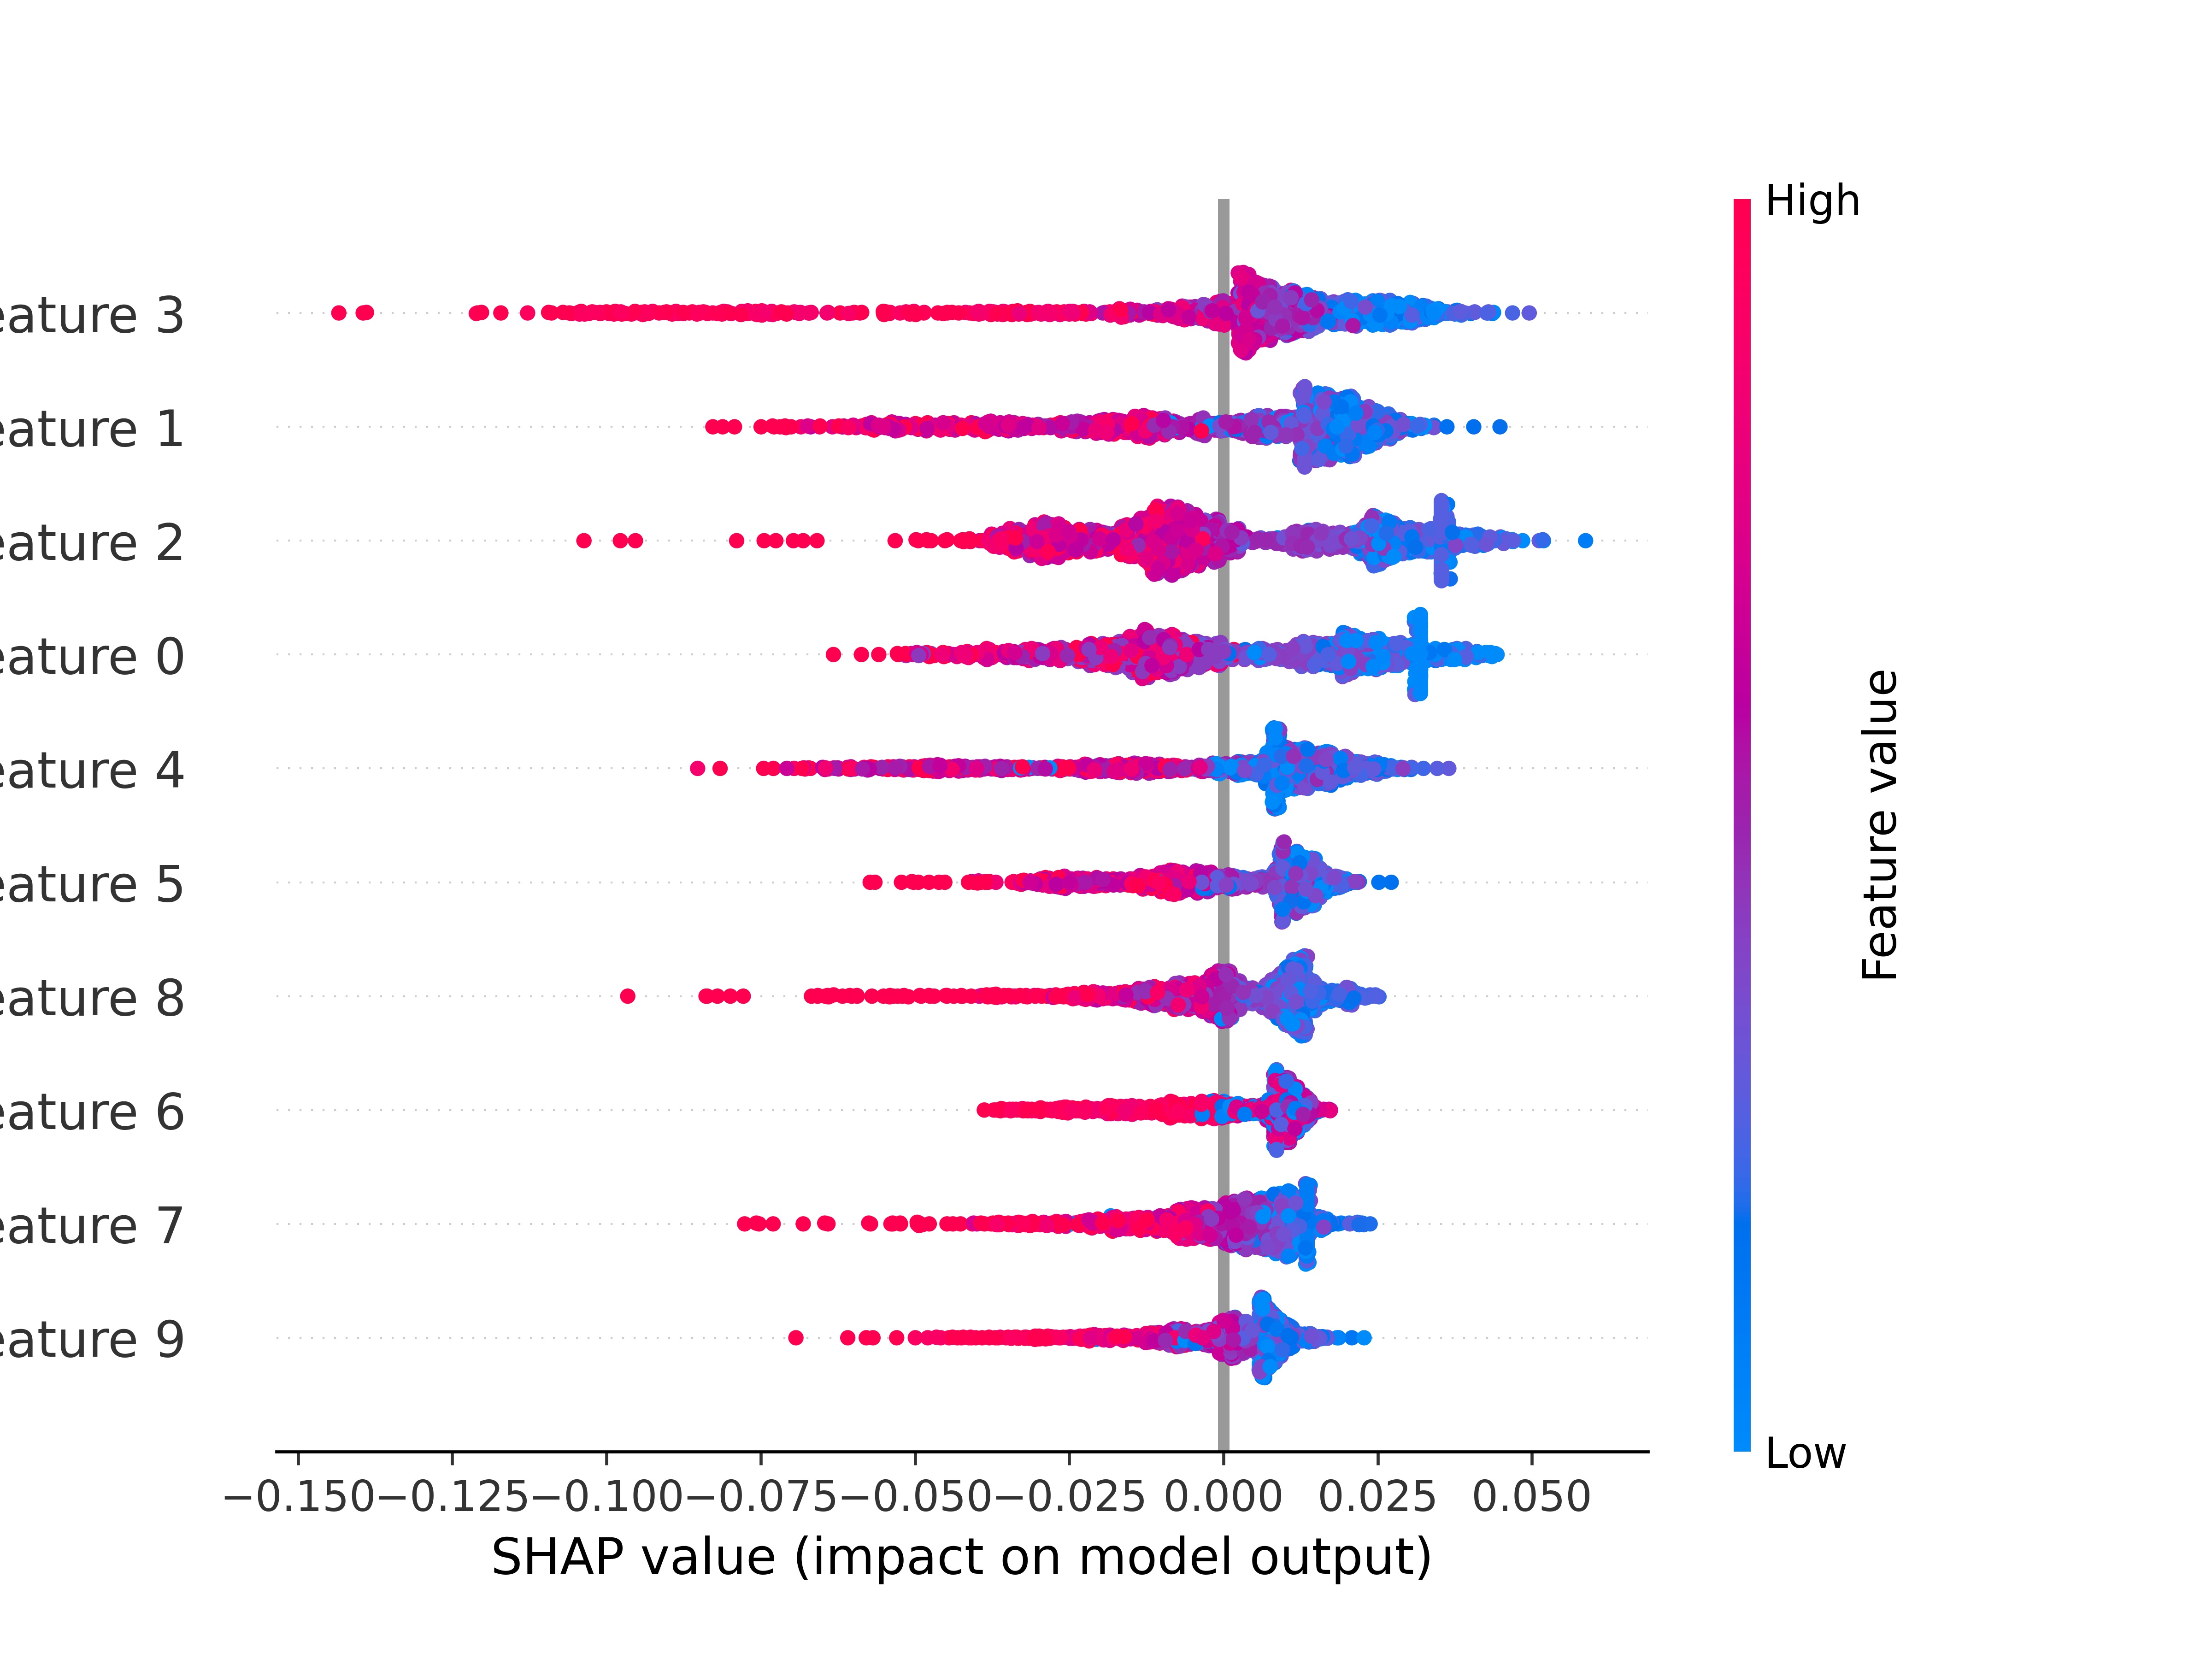 High
eature 3
eature 1
eature 2
eature 0
eature 4
eature 5
eature 8
eature 6
eature 7
eature 9
Feature value
Low
−0.150 −0.125 −0.100 −0.075 −0.050 −0.025 0.000 0.025 0.050
SHAP value (impact on model output)